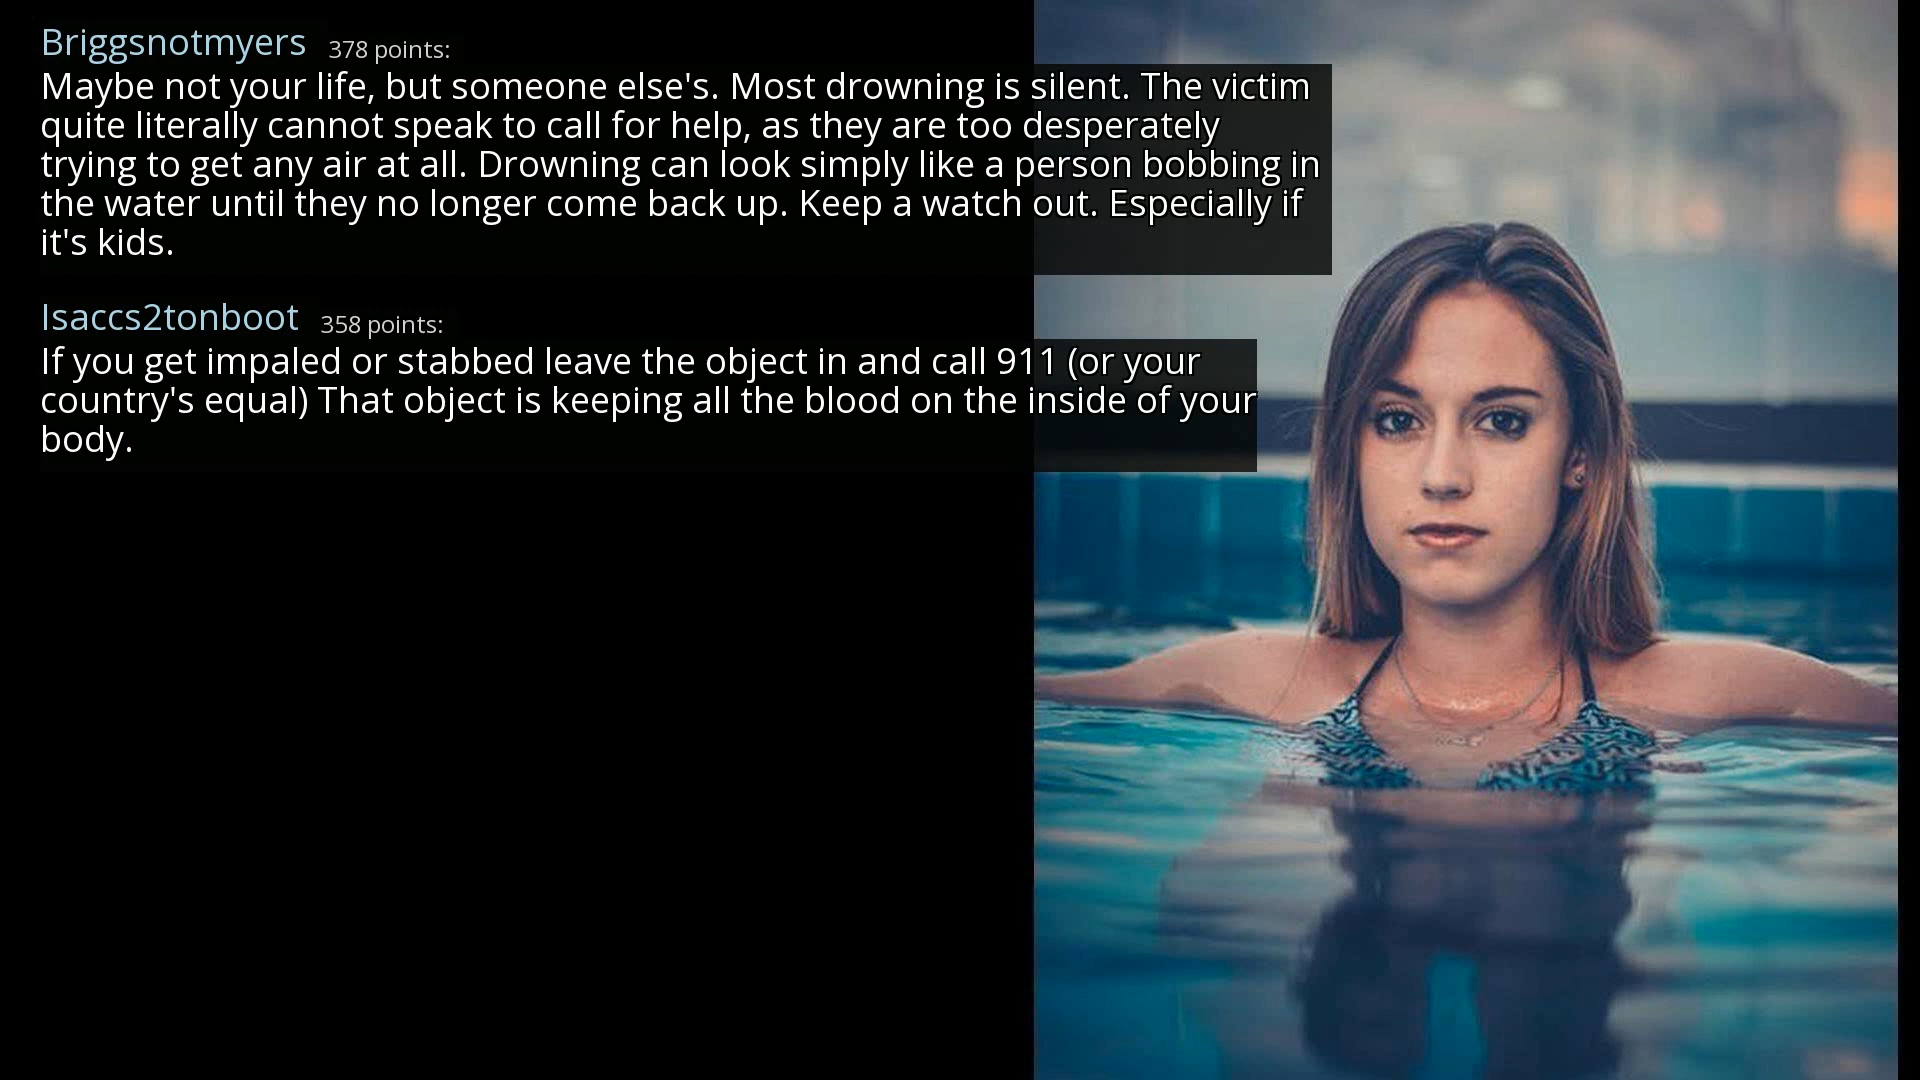 Briggsnotmyers 378 points:
Maybe not your life, but someone else's. Most drowning is silent. The victim
quite literally cannot speak to call for help, as they are too desperately
trying to get any air at all. Drowning can look simply like a person bobbing in
the water until they no longer come back up. Keep a watch out. Especially if
it's kids.
Isaccs2tonboot 358 points:
If you get impaled or stabbed leave the object in and call 911 (or your
country's equal) That object is keeping all the blood on the inside of your
body.